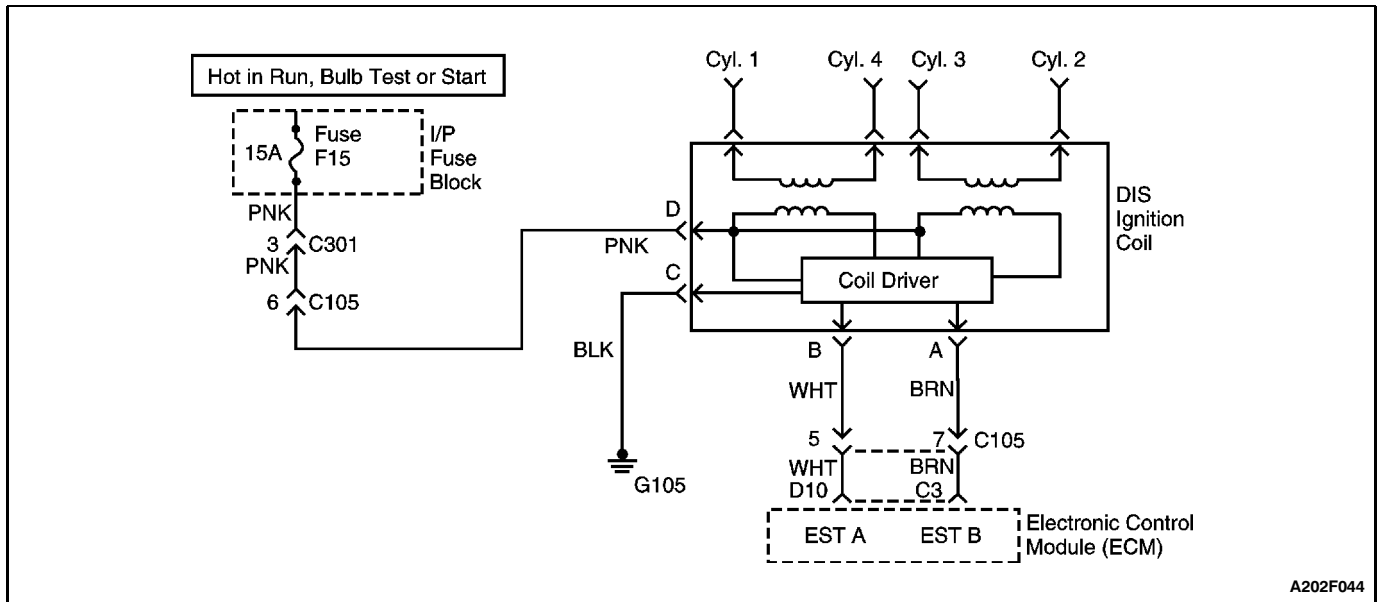 Hot in Run, Bulb Test or Start
15A
Fuse
F15
I/P
Fuse
Block
PNK
3
C301
PNK
6
C105
PNK
Cyl. 1
Cyl. 4
Cyl. 3
Cyl. 2
D
C
DIS
Ignition
Coil
Coil Driver
BLK
G105
B
A
WHT
BRN
5
7
C105
WHT
BRN
D10
C3
EST A
EST B
Electronic Control
Module (ECM)
A202F044